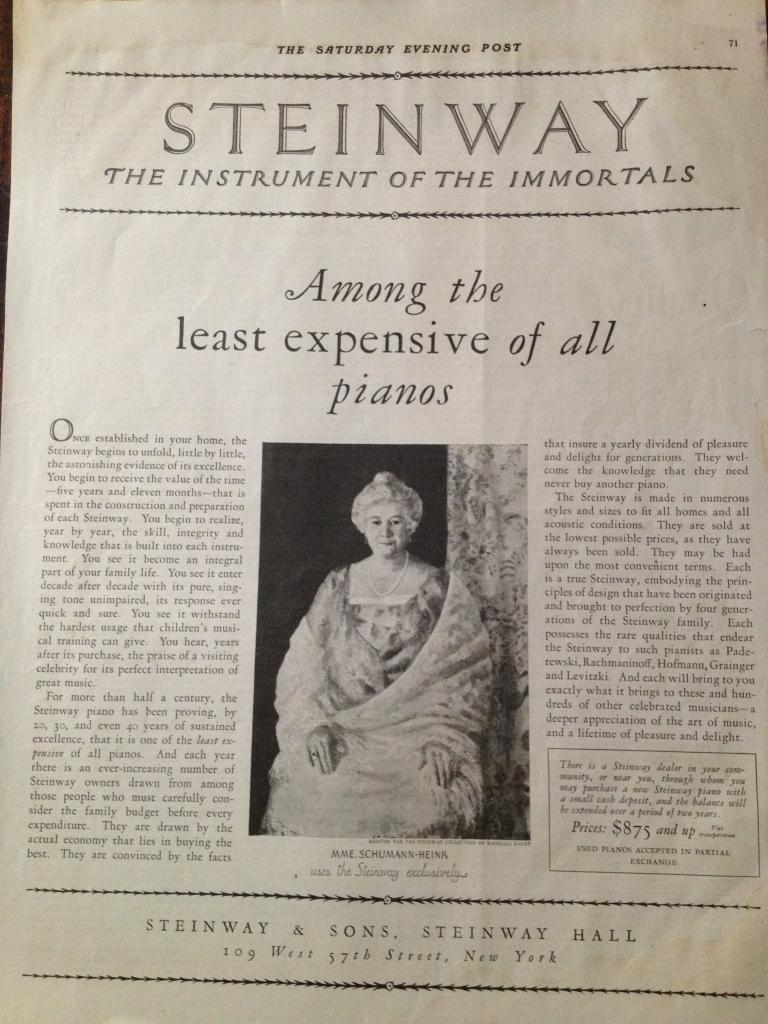 THE SATURDAY EVENING POST
71
STEINWAY
THE INSTRUMENT OF THE IMMORTALS
Among the
least expensive of all
pianos
ONCE established in your home, the
Steinway begins to unfold, little by little,
the astonishing evidence of its excellence.
You begin to receive the value of the time
—five years and eleven months—that is
spent in the construction and preparation
of each Steinway. You begin to realize,
year by year, the skill, integrity and
knowledge that is built into each instru-
ment. You see it become an integral
part of your family life. You see it enter
decade after decade with its pure, sing-
ing tone unimpaired, its response ever
quick and sure. You see it withstand
the hardest usage that children's musi-
cal training can give. You hear, years
after its purchase, the praise of a visiting
celebrity for its perfect interpretation of
great music.
For more than half a century, the
Steinway piano has been proving, by
20, 30, and even 40 years of sustained
excellence, that it is one of the least ex-
pensive of all pianos. And each year
there is an ever-increasing number of
Steinway owners drawn from among
those people who must carefully con-
sider the family budget before every
expenditure. They are drawn by the
actual economy that lies in buying the
best. They are convinced by the facts
PAINTED FOR THE STEINWAY COLLECTION BY RANDALL DAVEY
MME. SCHUMANN-HEINK
uses the Steinway exclusively
that insure a yearly dividend of pleasure
and delight for generations. They wel-
come the knowledge that they need
never buy another piano.
The Steinway is made in numerous
styles and sizes to fit all homes and all
acoustic conditions. They are sold at
the lowest possible prices, as they have
always been sold. They may be had
upon the most convenient terms. Each
is a true Steinway, embodying the prin-
ciples of design that have been originated
and brought to perfection by four gener-
ations of the Steinway family. Each
possesses the rare qualities that endear
the Steinway to such pianists as Pade-
rewski, Rachmaninoff, Hofmann, Grainger
and Levitzki. And each will bring to you
exactly what it brings to these and hun-
dreds of other celebrated musicians—a
deeper appreciation of the art of music,
and a lifetime of pleasure and delight.
There is a Steinway dealer in your com-
munity, or near you, through whom you
may purchase a new Steinway piano with
a small cash deposit, and the balance will
be extended over a period of two years.
Prices: $875 and up Plus transportation
USED PIANOS ACCEPTED IN PARTIAL
EXCHANGE
STEINWAY & SONS, STEINWAY HALL
109 West 57th Street, New York